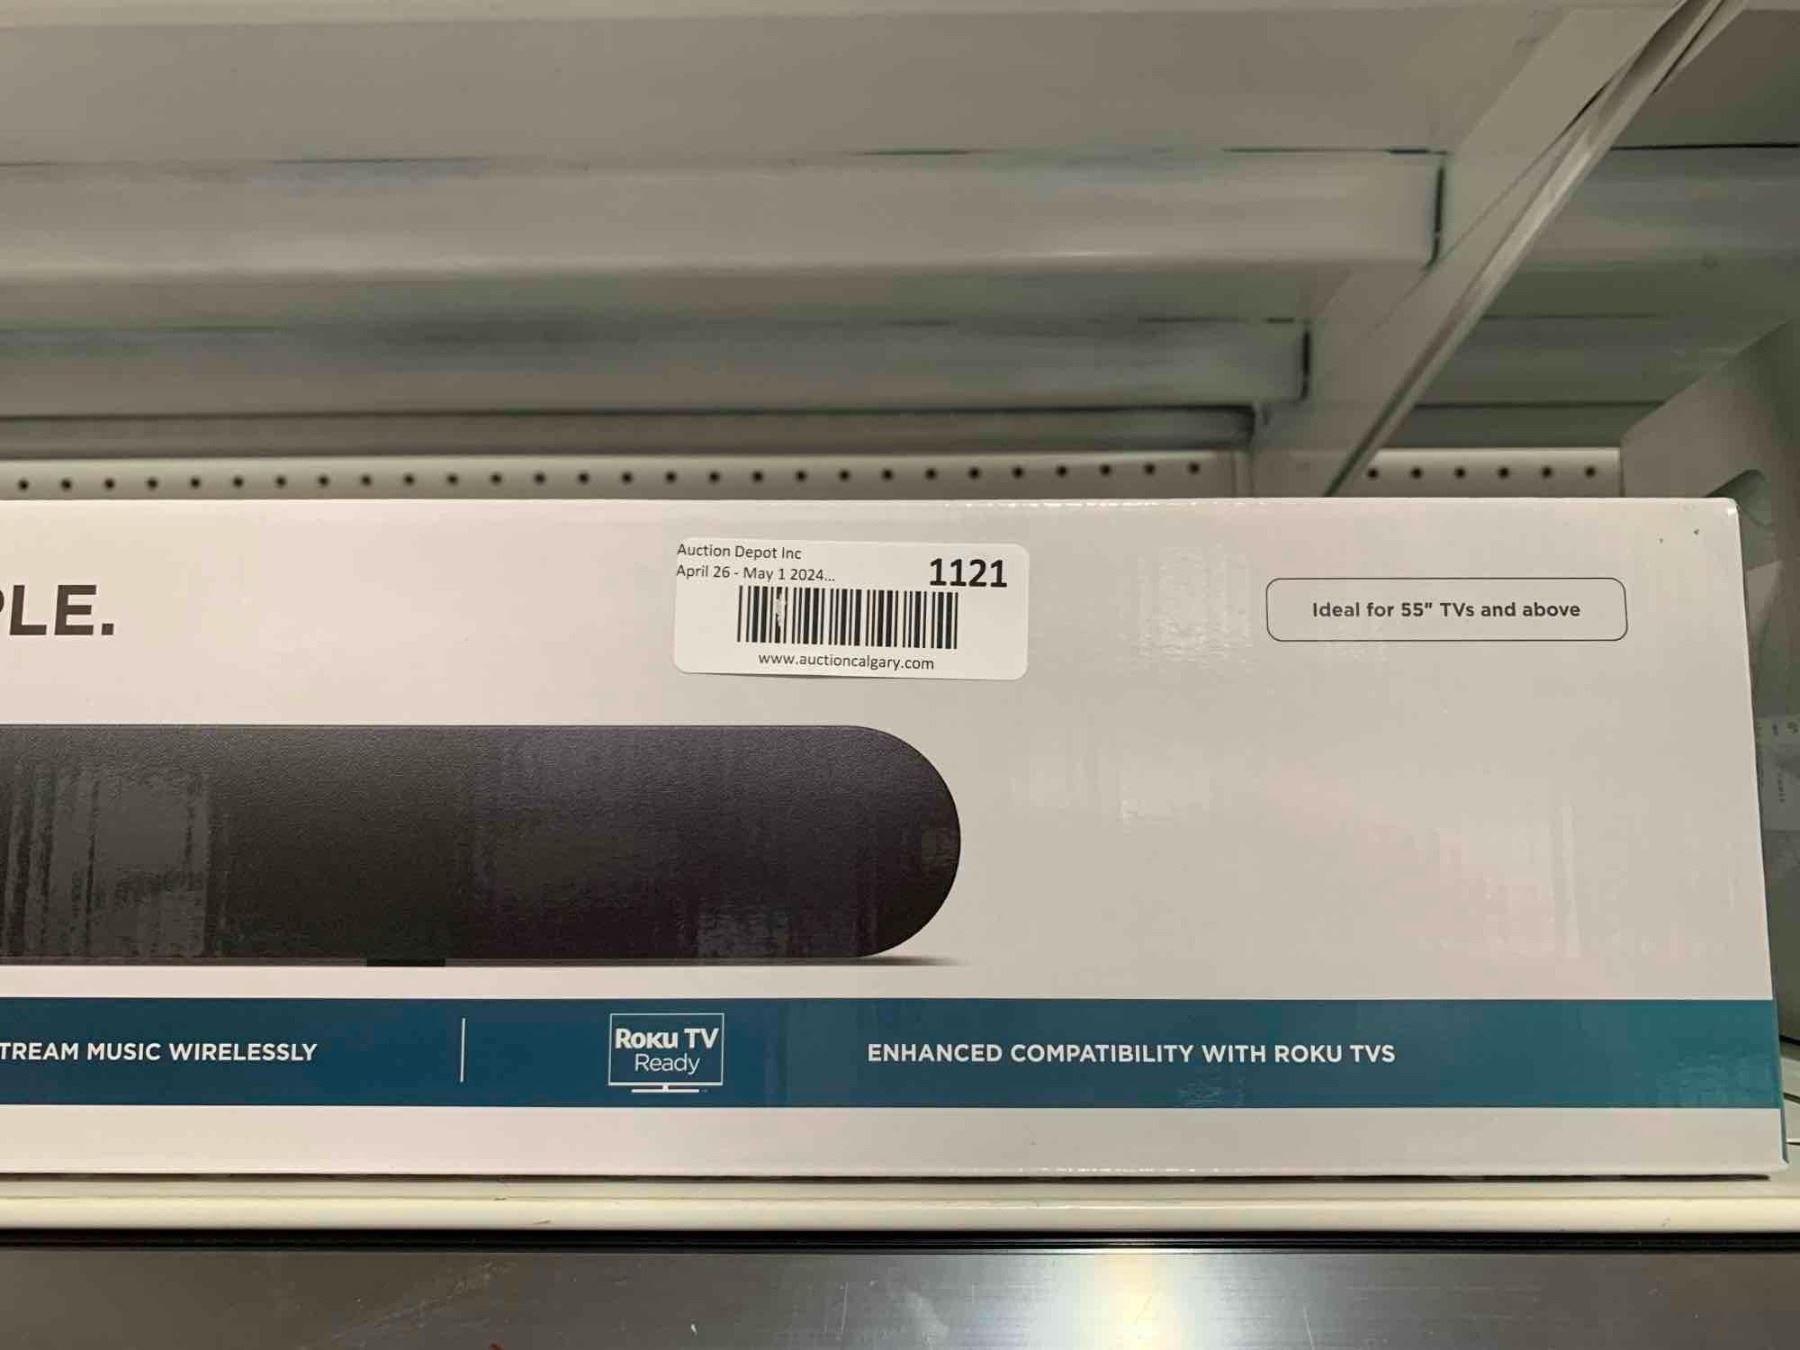 Auction Depot Inc
April 26 - May 1 2024...
1121
www.auctioncalgary.com
PLE.
Ideal for 55" TVs and above
TREAM MUSIC WIRELESSLY
Roku TV
Ready
ENHANCED COMPATIBILITY WITH ROKU TVS